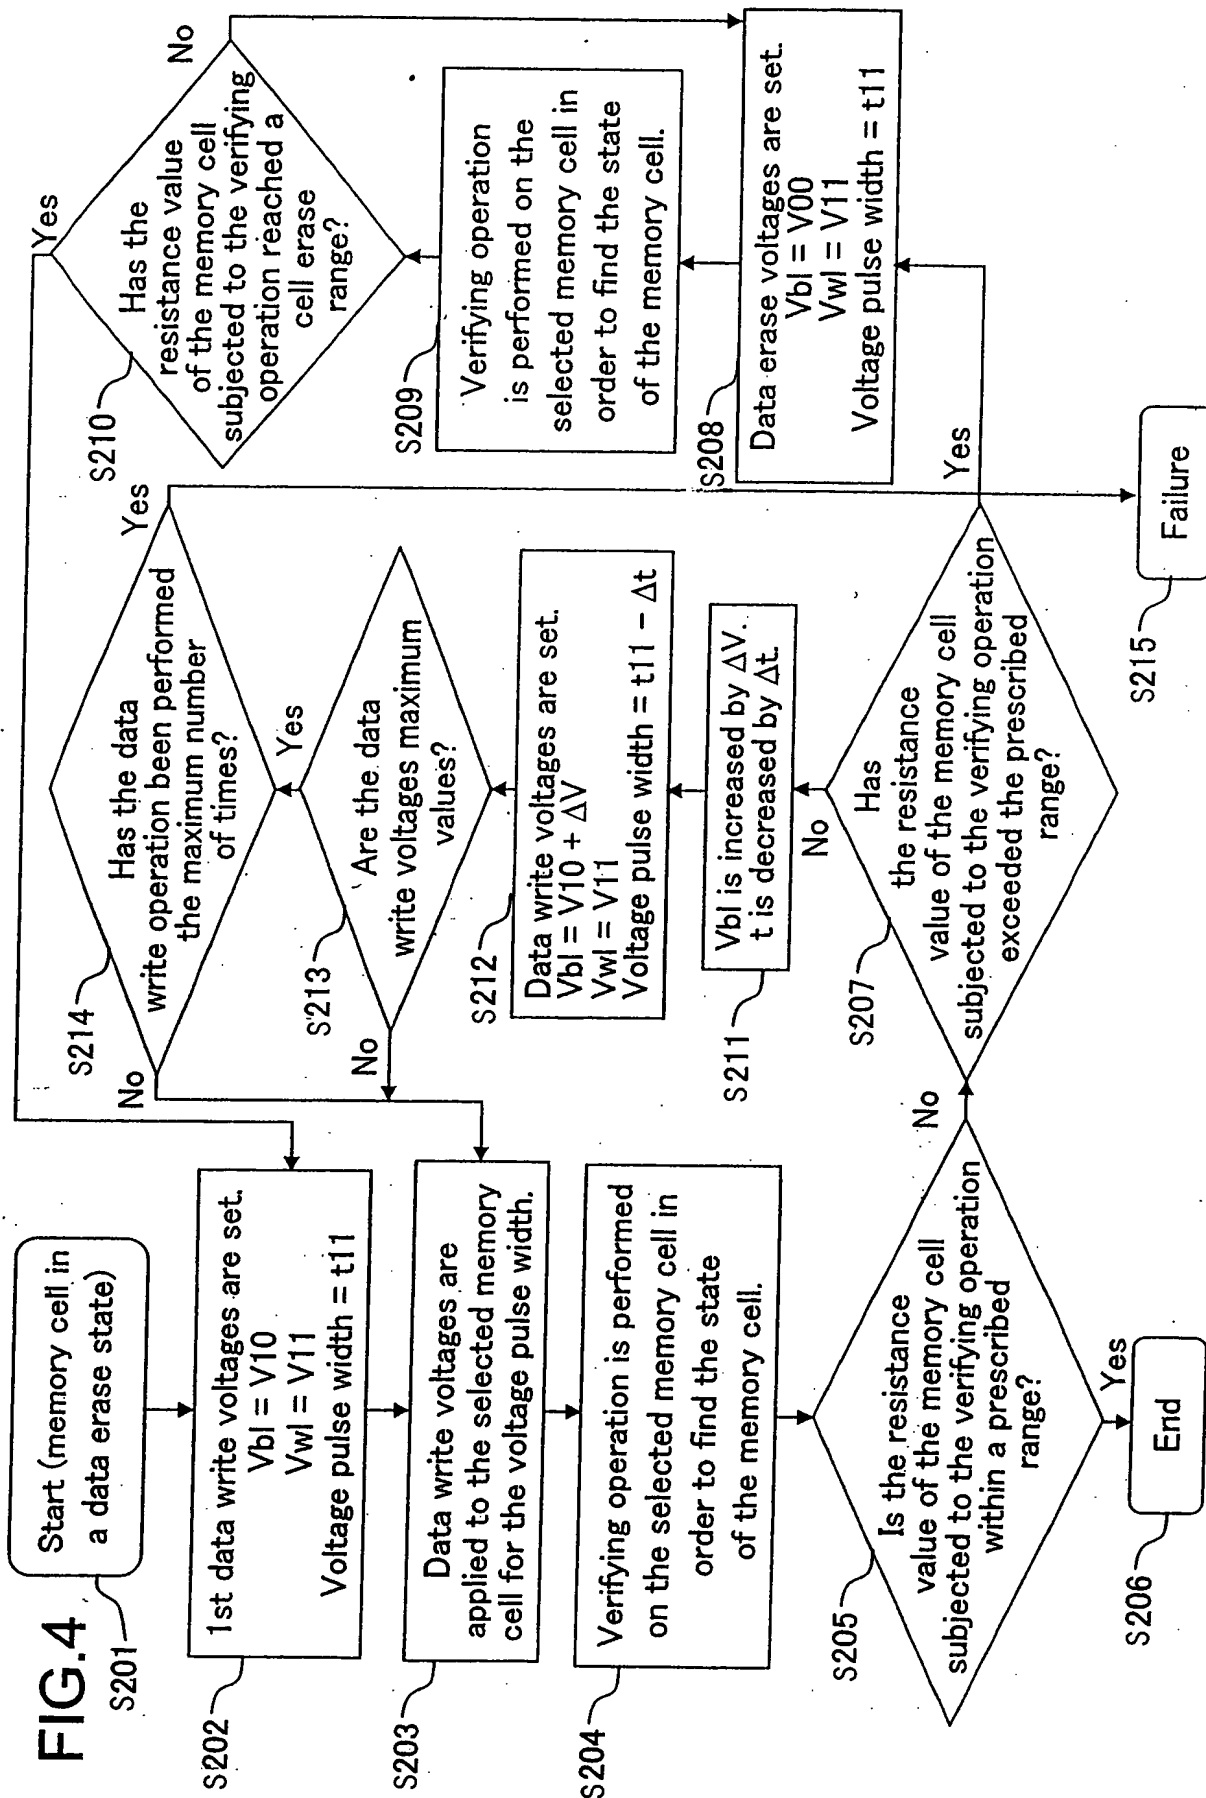 FIG.4
S201
Start (memory cell in
a data erase state)
S202
1st data write voltages are set.
Vbl = V10
Vwl = V11
Voltage pulse width = t11
S203
Data write voltages are
applied to the selected memory
cell for the voltage pulse width.
S204
Verifying operation is performed
on the selected memory cell in
order to find the state
of the memory cell.
S205
Is the resistance
value of the memory cell
subjected to the verifying operation
within a prescribed
range?
No
Yes
S206
End
S207
Has
the resistance
value of the memory cell
subjected to the verifying operation
exceeded the prescribed
range?
No
Yes
S211
Vbl is increased by ΔV.
t is decreased by Δt.
S212
Data write voltages are set.
Vbl = V10 + ΔV
Vwl = V11
Voltage pulse width = t11 − Δt
S213
Are the data
write voltages maximum
values?
No
Yes
S214
Has the data
write operation been performed
the maximum number
of times?
No
Yes
S215
Failure
S208
Data erase voltages are set.
Vbl = V00
Vwl = V11
Voltage pulse width = t11
S209
Verifying operation
is performed on the
selected memory cell in
order to find the state
of the memory cell.
S210
Has the
resistance value
of the memory cell
subjected to the verifying
operation reached a
cell erase
range?
Yes
No